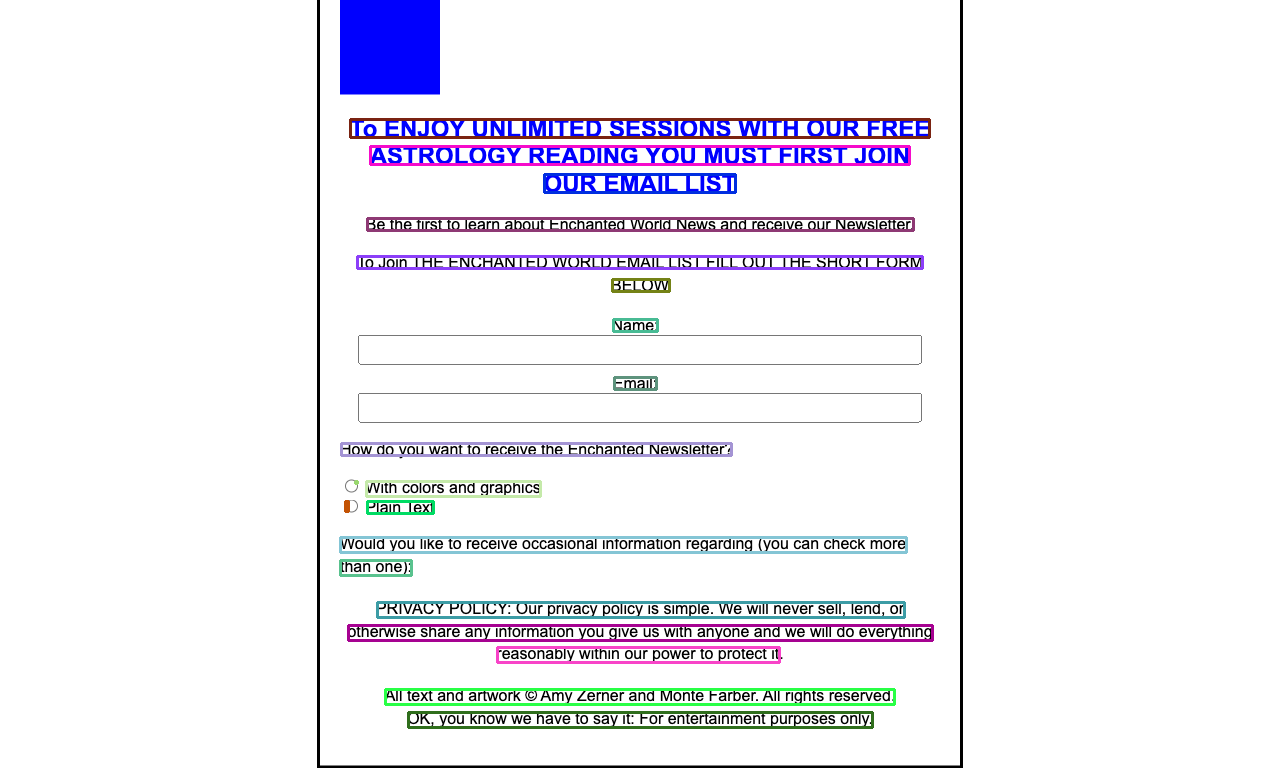 To ENJOY UNLIMITED SESSIONS WITH OUR FREE
ASTROLOGY READING YOU MUST FIRST JOIN
OUR EMAIL LIST
Be the first to learn about Enchanted World News and receive our Newsletter.
To Join THE ENCHANTED WORLD EMAIL LIST FILL OUT THE SHORT FORM
BELOW.
Name:
Email:
How do you want to receive the Enchanted Newsletter?
With colors and graphics
Plain Text
Would you like to receive occasional information regarding (you can check more
than one):
PRIVACY POLICY: Our privacy policy is simple. We will never sell, lend, or
otherwise share any information you give us with anyone and we will do everything
reasonably within our power to protect it.
All text and artwork © Amy Zerner and Monte Farber. All rights reserved.
OK, you know we have to say it: For entertainment purposes only.